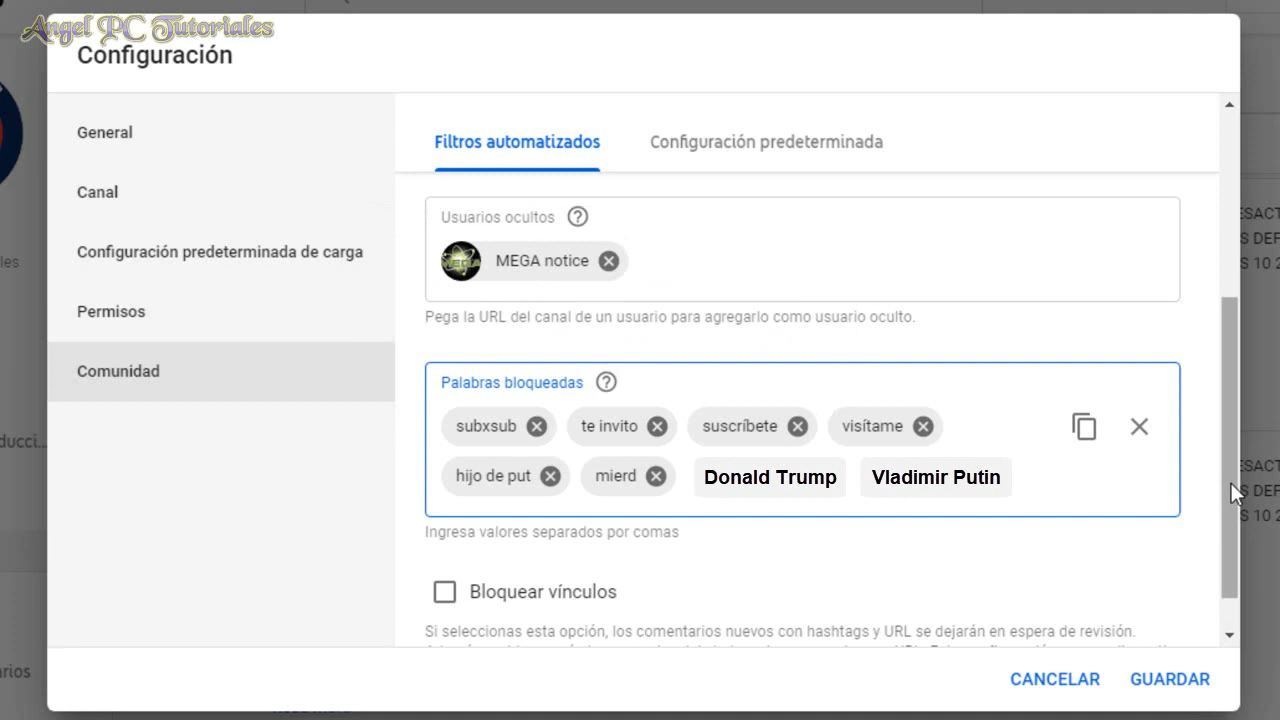 Angel PC Tutoriales
Configuración
General
Canal
Configuración predeterminada de carga
Permisos
Comunidad
Filtros automatizados
Configuración predeterminada
Usuarios ocultos ?
MEGA notice
Pega la URL del canal de un usuario para agregarlo como usuario oculto.
Palabras bloqueadas ?
subxsub te invito suscríbete visítame
hijo de put mierd Donald Trump Vladimir Putin
Ingresa valores separados por comas
Bloquear vínculos
Si seleccionas esta opción, los comentarios nuevos con hashtags y URL se dejarán en espera de revisión.
CANCELAR GUARDAR